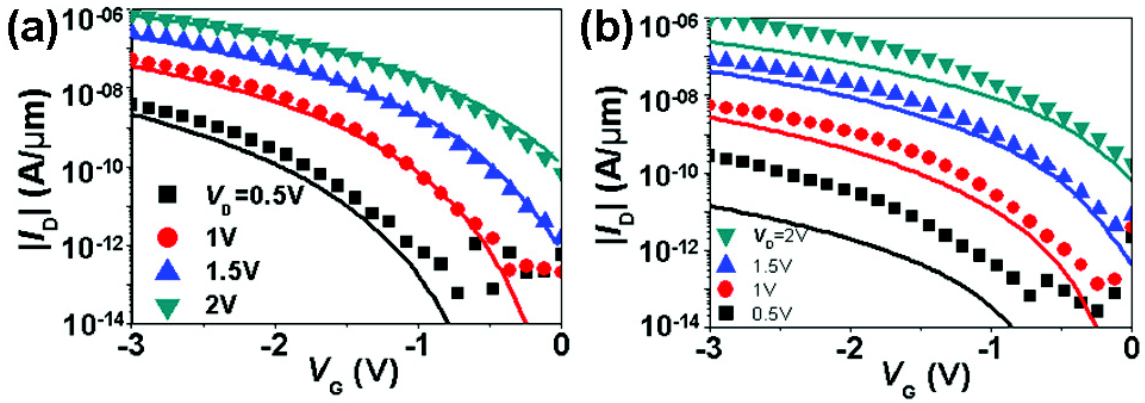 (a)
|I_D| (A/μm)
10^-06
10^-08
10^-10
10^-12
10^-14
V_D=0.5V
1V
1.5V
2V
-3
-2
-1
0
V_G (V)
(b)
|I_D| (A/μm)
10^-06
10^-08
10^-10
10^-12
10^-14
V_D=2V
1.5V
1V
0.5V
-3
-2
-1
0
V_G (V)